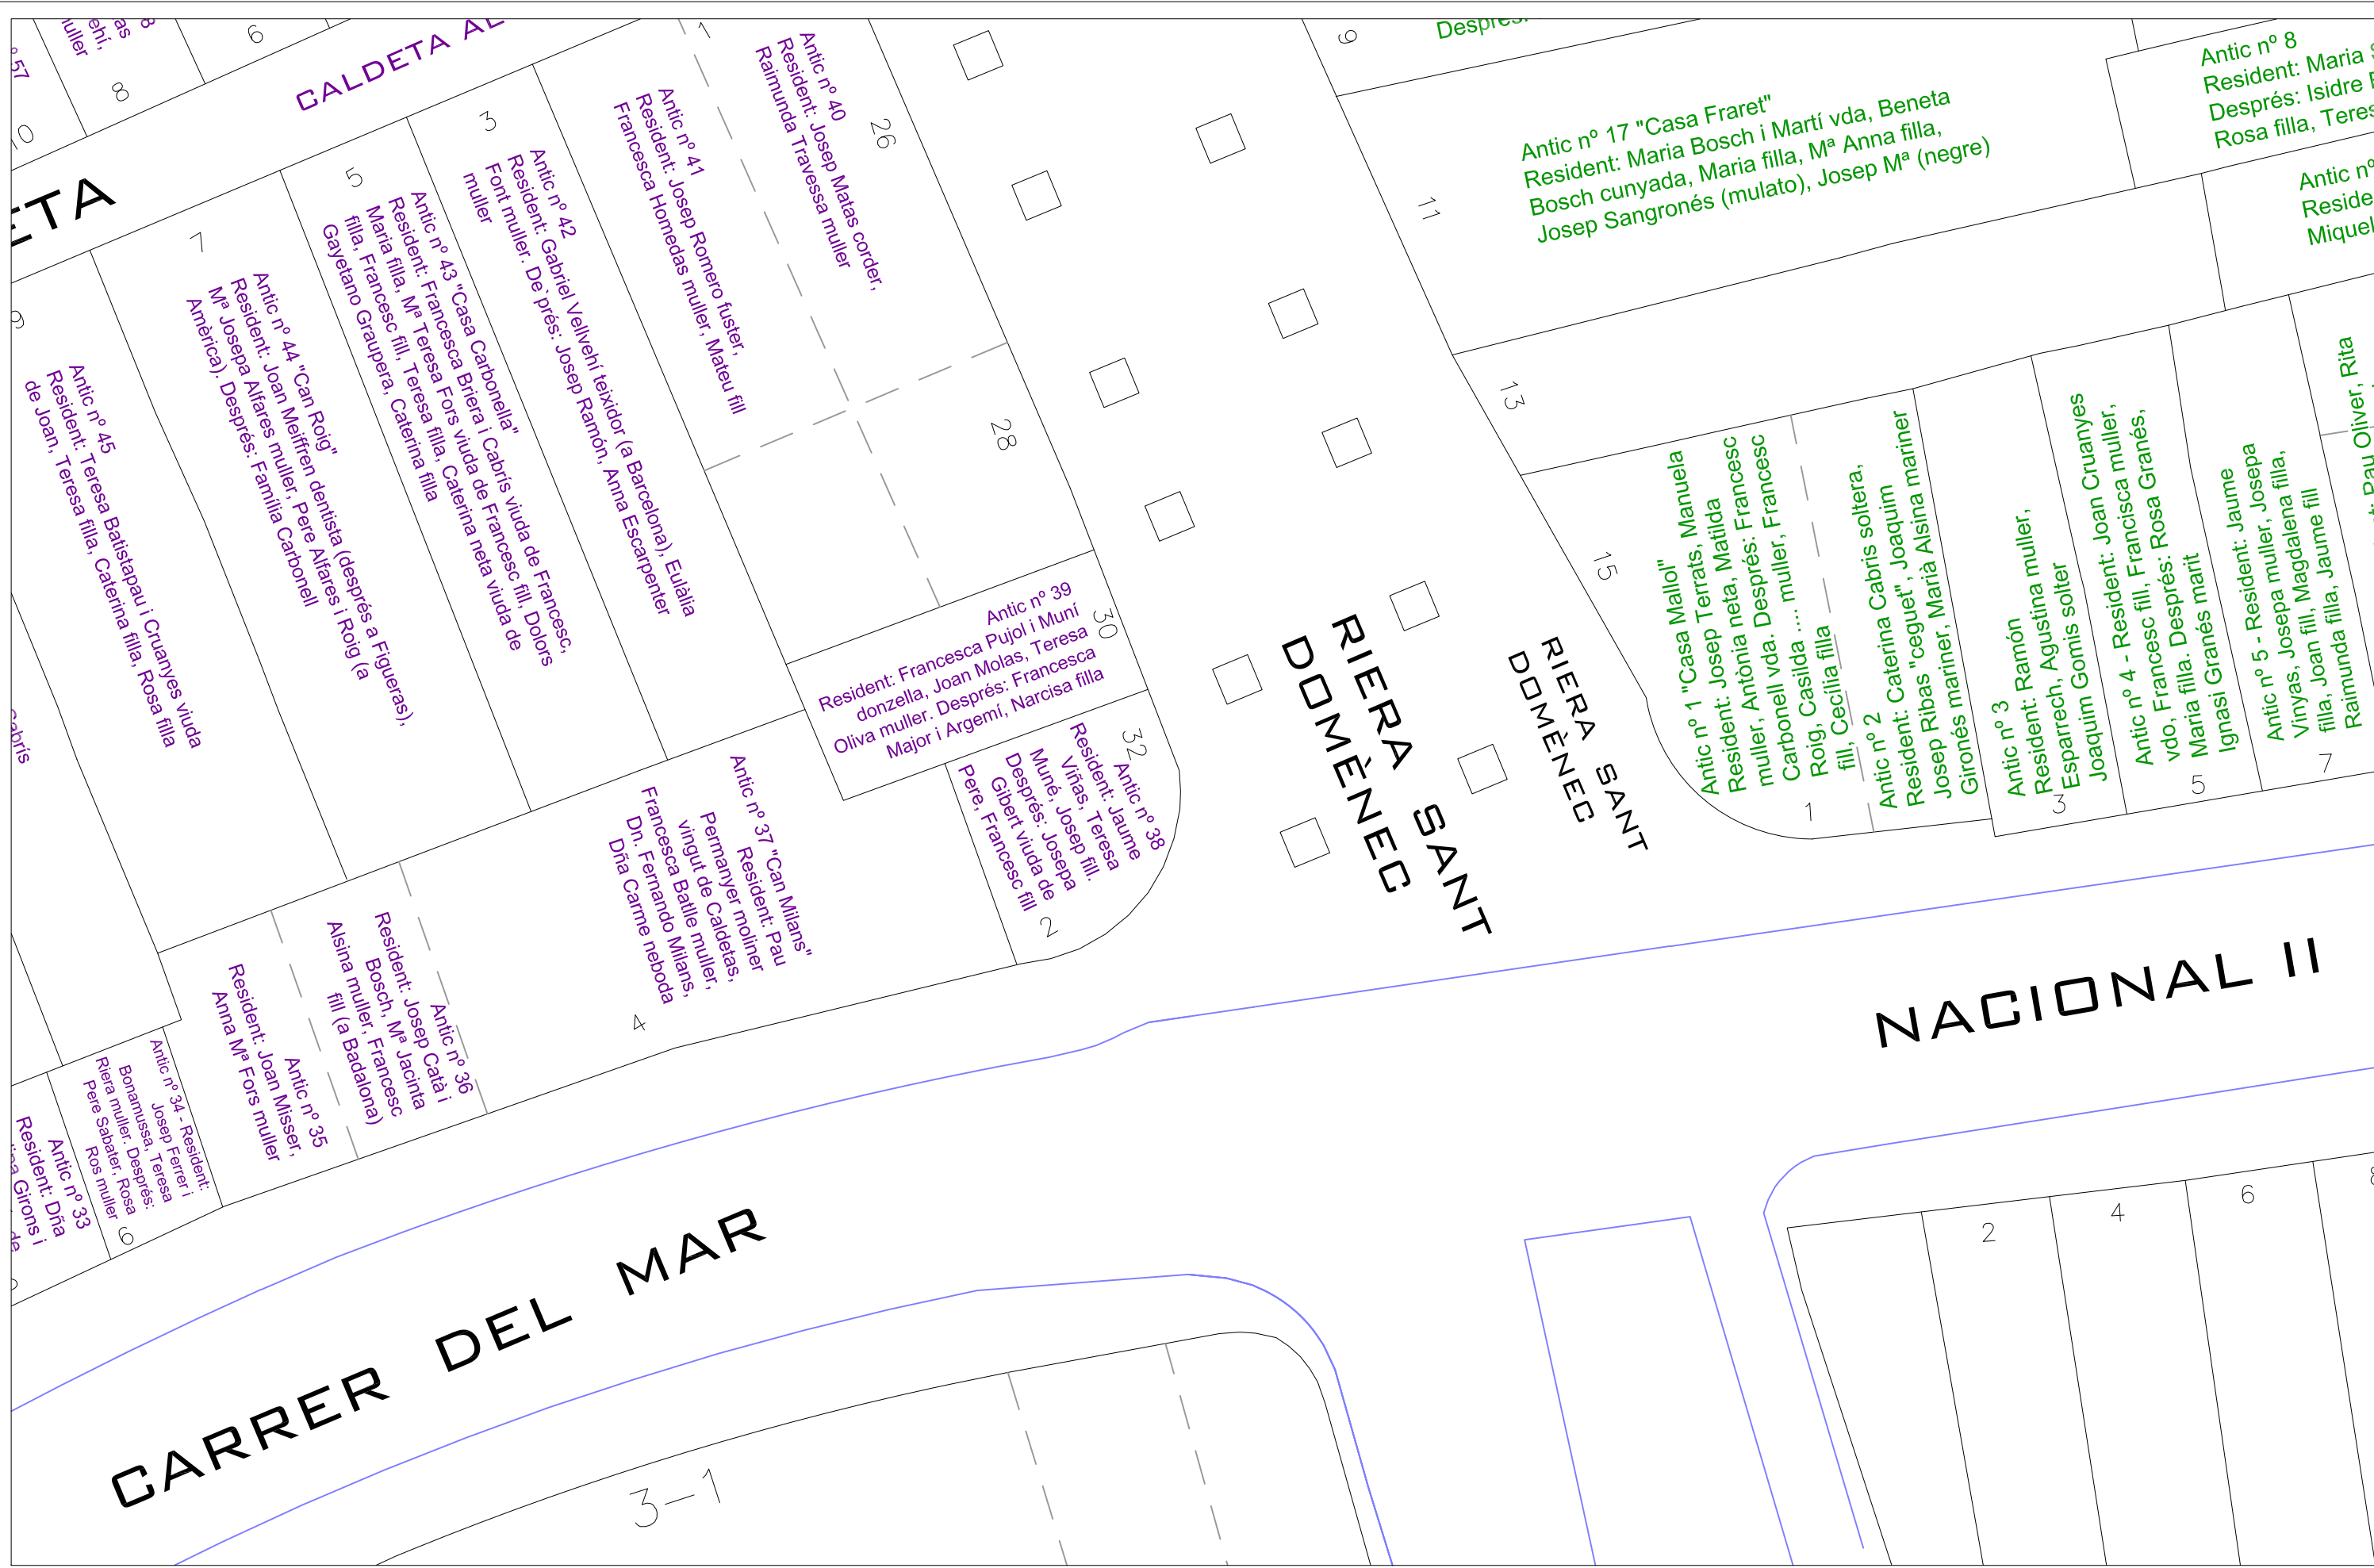 CALDETA AL
ETA
6
8
10
57
uller
ehí,
as
8
Antic nº 40
Resident: Josep Matas corder,
Raimunda Travessa muller
26
1
Antic nº 41
Resident: Josep Romero fuster,
Francesca Homedas muller, Mateu fill
3
Antic nº 42
Resident: Gabriel Vellvehí teixidor (a Barcelona), Eulàlia
Font muller. De`prés: Josep Ramón, Anna Escarpenter
muller
5
Antic nº 43 "Casa Carbonella"
Resident: Francesca Briera i Cabrís viuda de Francesc,
Maria filla, Mª Teresa Fors viuda de Francesc fill, Dolors
filla, Francesc fill, Teresa filla, Caterina neta viuda de
Gayetano Graupera, Caterina filla
7
Antic nº 44 "Can Roig"
Resident: Joan Meiffren dentista (després a Figueras),
Mª Josepa Alfares muller, Pere Alfares i Roig (a
Amèrica). Després: Família Carbonell
9
Antic nº 45
Resident: Teresa Batistapau i Cruanyes viuda
de Joan, Teresa filla, Caterina filla, Rosa filla
Cabrís
28
30
Antic nº 39
Resident: Francesca Pujol i Muní
donzella, Joan Molas, Teresa
Oliva muller. Després: Francesca
Major i Argemí, Narcisa filla
32
Antic nº 38
Resident: Jaume
Viñas, Teresa
Muné, Josep fill.
Després: Josepa
Gibert viuda de
Pere, Francesc fill
2
Antic nº 37 "Can Milans"
Resident: Pau
Permanyer moliner
vingut de Caldetas,
Francesca Batlle muller,
Dn. Fernando Milans,
Dña Carme neboda
4
Antic nº 36
Resident: Josep Catà i
Bosch, Mª Jacinta
Alsina muller, Francesc
fill (a Badalona)
Antic nº 35
Resident: Joan Misser,
Anna Mª Fors muller
Antic nº 34 - Resident:
Josep Ferrer i
Bonamussa, Teresa
Riera muller. Després:
Pere Sabater, Rosa
Ros muller
6
Antic nº 33
Resident: Dña
Girons i
de
9
Després:
Antic nº 17 "Casa Fraret"
Resident: Maria Bosch i Martí vda, Beneta
Bosch cunyada, Maria filla, Mª Anna filla,
Josep Sangronés (mulato), Josep Mª (negre)
11
13
15
Antic nº 8
Resident: Maria
Després: Isidre
Rosa filla, Teres
Antic nº
Reside
Miquel
Antic nº 1 "Casa Mallol"
Resident: Josep Terrats, Manuela
muller, Antònia neta, Matilda
Carbonell vda. Després: Francesc
Roig, Casilda .... muller, Francesc
fill, Cecília filla
1
Antic nº 2
Resident: Caterina Cabris soltera,
Josep Ribas "ceguet", Joaquim
Gironés mariner, Marià Alsina mariner
Antic nº 3
Resident: Ramón
Esparrech, Agustina muller,
Joaquim Gomis solter
3
Antic nº 4 - Resident: Joan Cruanyes
vdo, Francesc fill, Francisca muller,
Maria filla. Després: Rosa Granés,
Ignasi Granés marit
5
Antic nº 5 - Resident: Jaume
Vinyas, Josepa muller, Josepa
filla, Joan fill, Magdalena filla,
Raimunda filla, Jaume fill
7
Pau Oliver, Rita
RIERA SANT
DOMÈNEC
RIERA SANT
DOMÈNEC
NACIONAL II
CARRER DEL MAR
3-1
2
4
6
8